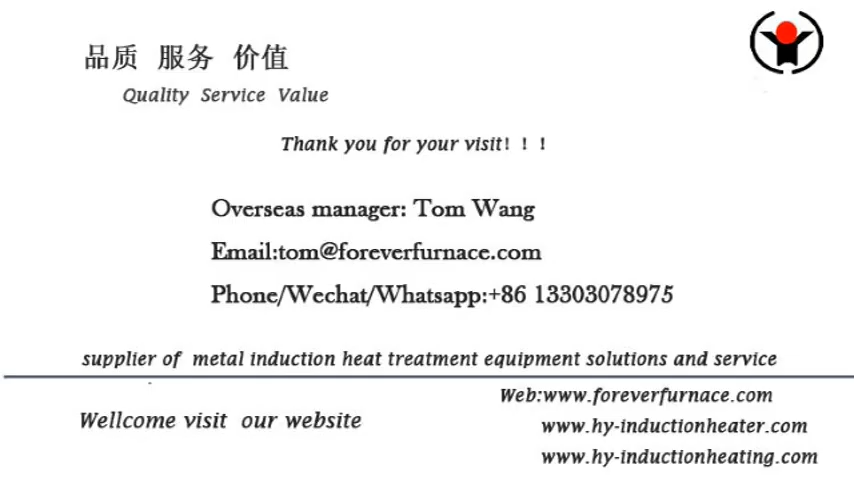 品质 服务 价值
Quality Service Value
Thank you for your visit！！！
Overseas manager: Tom Wang
Email:tom@foreverfurnace.com
Phone/Wechat/Whatsapp:+86 13303078975
supplier of metal induction heat treatment equipment solutions and service
Web:www.foreverfurnace.com
Wellcome visit our website
www.hy-inductionheater.com
www.hy-inductionheating.com